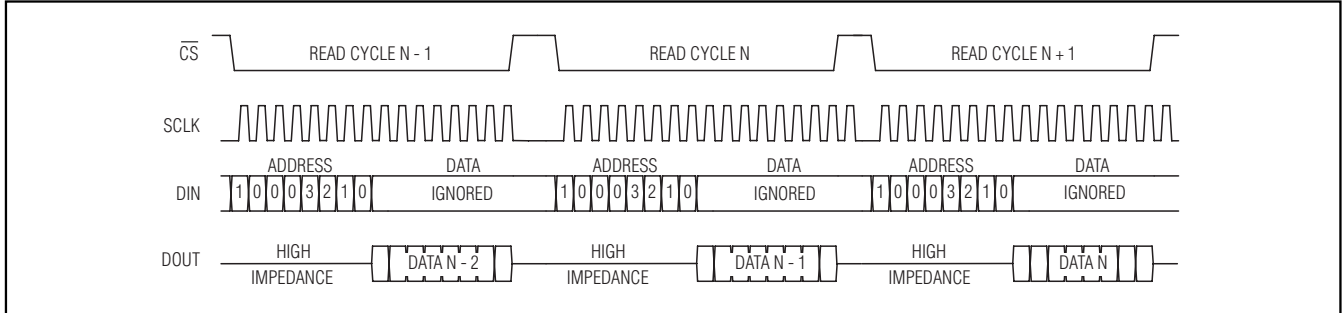 CS READ CYCLE N - 1 READ CYCLE N READ CYCLE N + 1
SCLK
ADDRESS DATA ADDRESS DATA ADDRESS DATA
DIN 1 0 0 0 3 2 1 0 IGNORED 1 0 0 0 3 2 1 0 IGNORED 1 0 0 0 3 2 1 0 IGNORED
DOUT HIGH IMPEDANCE DATA N - 2 HIGH IMPEDANCE DATA N - 1 HIGH IMPEDANCE DATA N